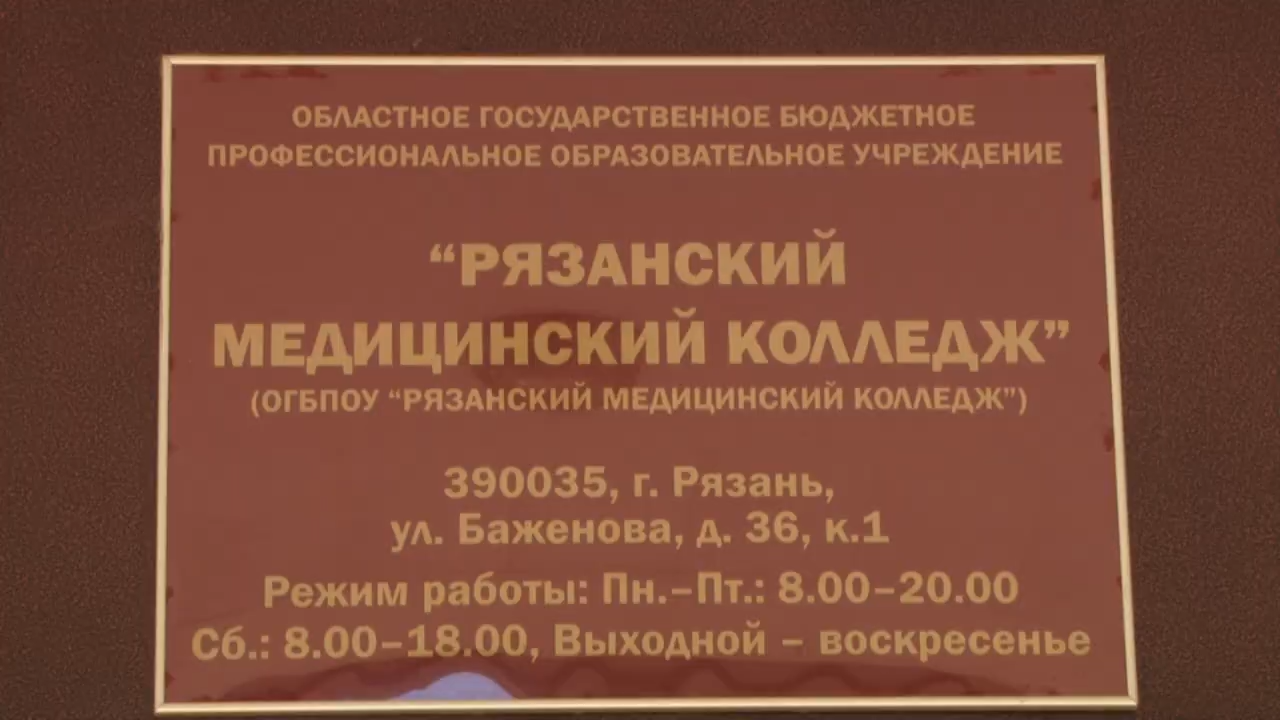 ОБЛАСТНОЕ ГОСУДАРСТВЕННОЕ БЮДЖЕТНОЕ
ПРОФЕССИОНАЛЬНОЕ ОБРАЗОВАТЕЛЬНОЕ УЧРЕЖДЕНИЕ
“РЯЗАНСКИЙ
МЕДИЦИНСКИЙ КОЛЛЕДЖ”
(ОГБПОУ “РЯЗАНСКИЙ МЕДИЦИНСКИЙ КОЛЛЕДЖ”)
390035, г. Рязань,
ул. Баженова, д. 36, к.1
Режим работы: Пн.–Пт.: 8.00–20.00
Сб.: 8.00–18.00, Выходной – воскресенье